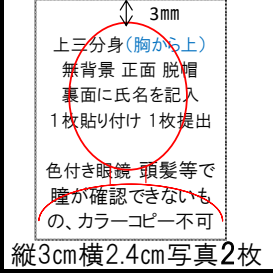 3mm
上三分身(胸から上)
無背景 正面 脱帽
裏面に氏名を記入
1枚貼り付け 1枚提出
色付き眼鏡 頭髪等で
瞳が確認できないも
の、カラーコピー不可
縦3cm横2.4cm写真2枚